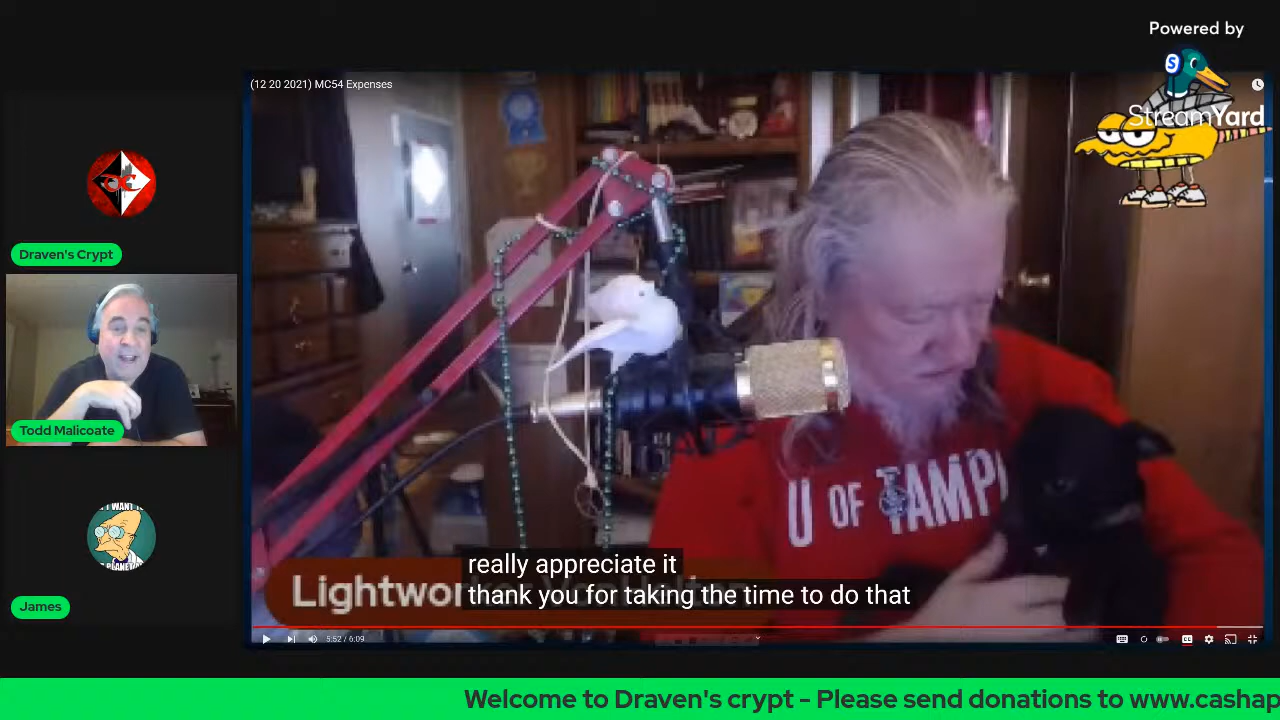 Powered by
StreamYard
(12 20 2021) MC54 Expenses
Draven's Crypt
Todd Malicoate
I WANT
James
U OF TAMP
really appreciate it
thank you for taking the time to do that
5:52 / 6:09
Welcome to Draven's crypt - Please send donations to www.cashap